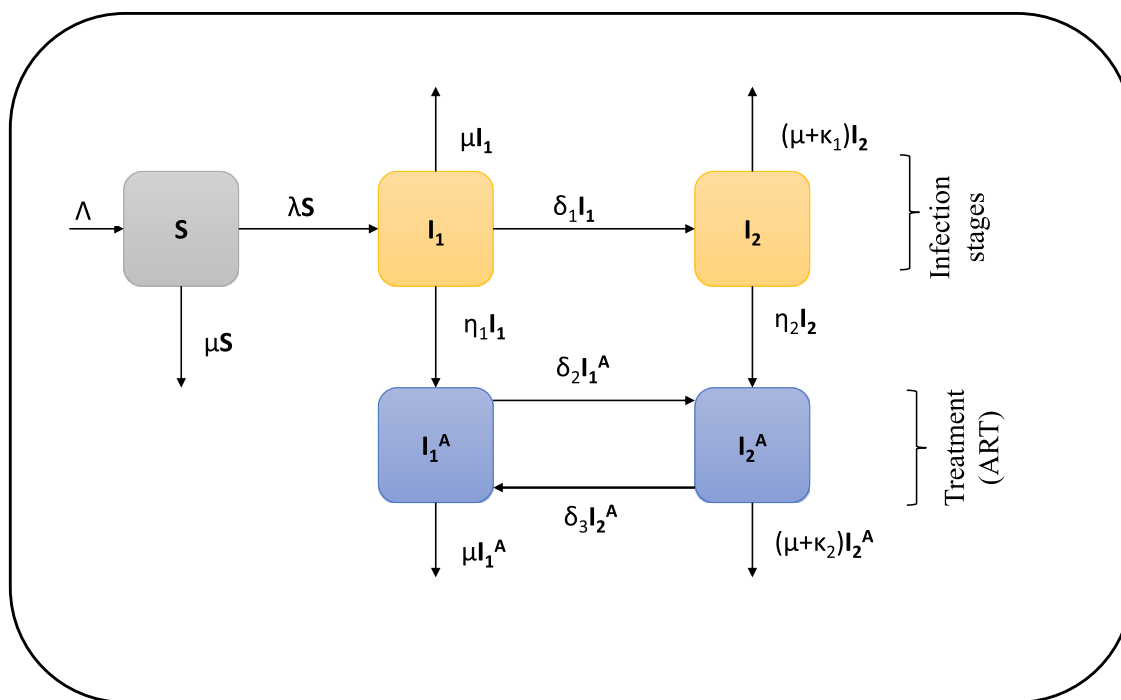 μI₁
(μ+κ₁)I₂
Λ
S
λS
I₁
δ₁I₁
I₂
Infection
stages
μS
η₁I₁
η₂I₂
δ₂I₁ᴬ
I₁ᴬ
I₂ᴬ
Treatment
(ART)
δ₃I₂ᴬ
μI₁ᴬ
(μ+κ₂)I₂ᴬ